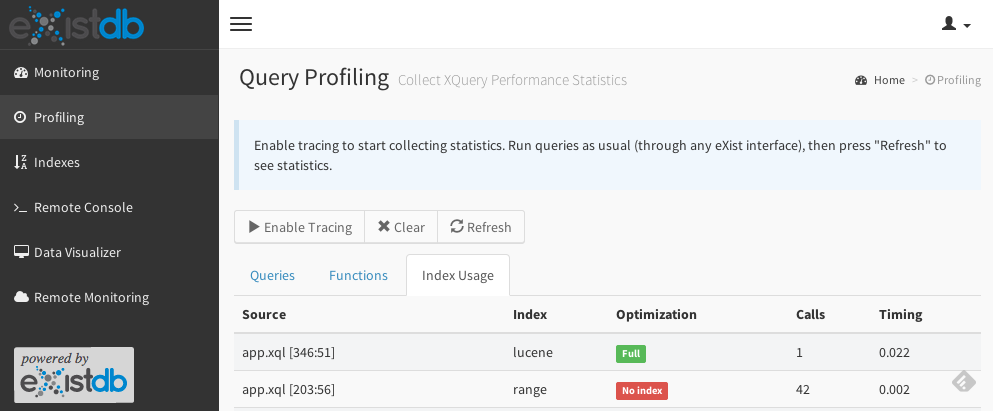 eXistdb
Monitoring
Profiling
Indexes
Remote Console
Data Visualizer
Remote Monitoring
powered by
eXistdb
Query Profiling Collect XQuery Performance Statistics
Home > Profiling
Enable tracing to start collecting statistics. Run queries as usual (through any eXist interface), then press "Refresh" to
see statistics.
Enable Tracing Clear Refresh
Queries Functions Index Usage
Source Index Optimization Calls Timing
app.xql [346:51] lucene Full 1 0.022
app.xql [203:56] range No index 42 0.002